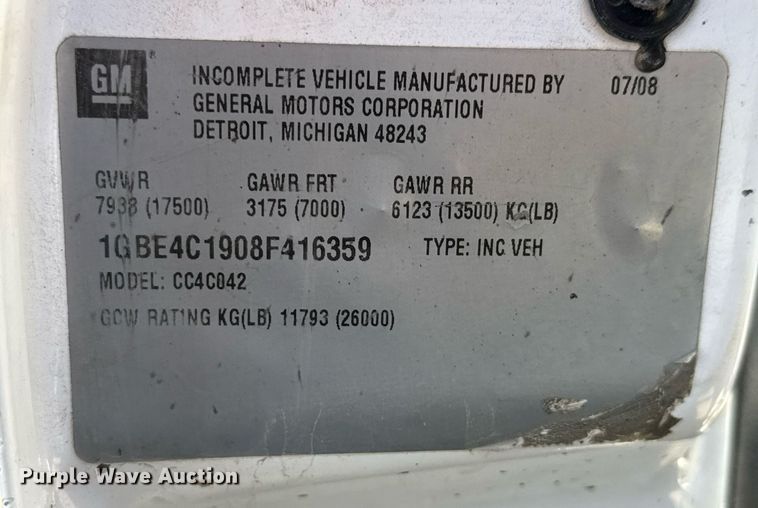 GM ®
INCOMPLETE VEHICLE MANUFACTURED BY 07/08
GENERAL MOTORS CORPORATION
DETROIT, MICHIGAN 48243
GVWR GAWR FRT GAWR RR
7938 (17500) 3175 (7000) 6123 (13500) KG(LB)
1GBE4C1908F416359 TYPE: INC VEH
MODEL: CC4C042
GCW RATING KG(LB) 11793 (26000)
Purple Wave Auction